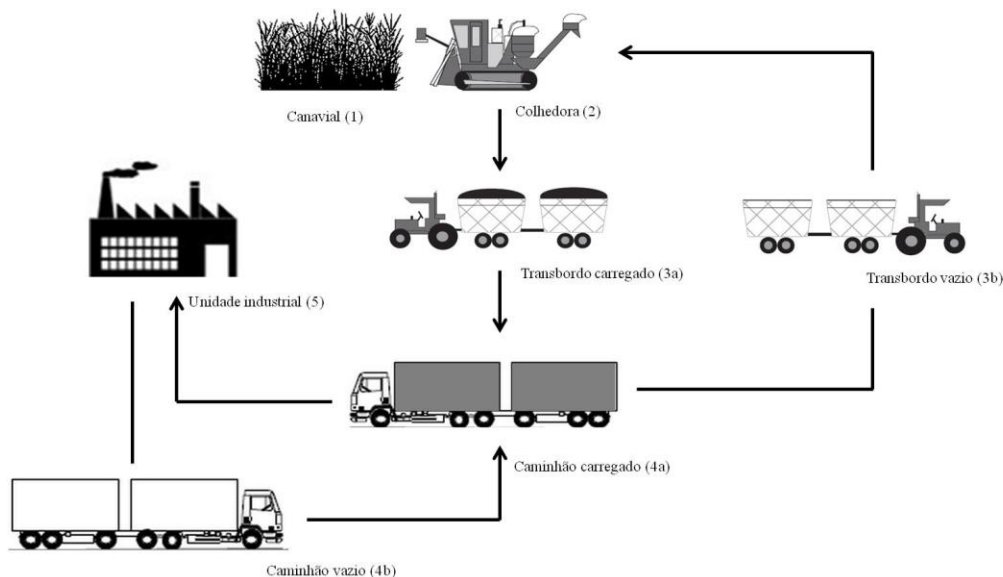 Canavial (1)
Colhedora (2)
Transbordo carregado (3a)
Transbordo vazio (3b)
Unidade industrial (5)
Caminhão carregado (4a)
Caminhão vazio (4b)